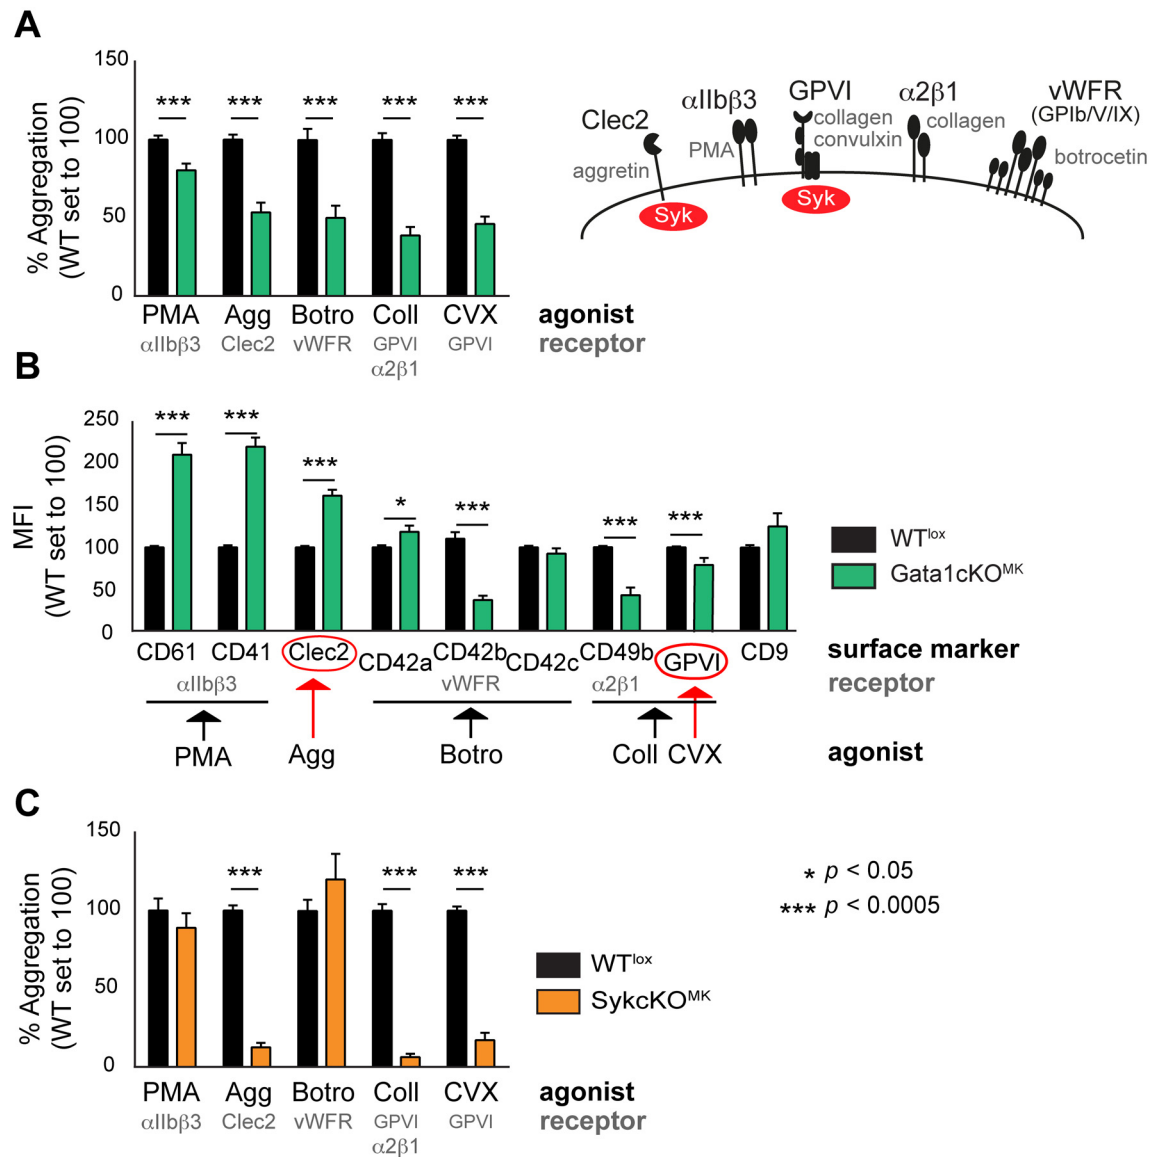 A
% Aggregation
(WT set to 100)
150
100
50
0
*** *** *** *** ***
PMA Agg Botro Coll CVX agonist
αIIbβ3 Clec2 vWFR GPVI GPVI receptor
α2β1
Clec2
αIIbβ3
GPVI
α2β1
vWFR
(GPIb/V/IX)
aggretin
PMA
collagen
convulxin
collagen
botrocetin
Syk
Syk
B
MFI
(WT set to 100)
250
200
150
100
50
0
*** *** *** * *** *** ***
WTlox
Gata1cKOMK
CD61 CD41 Clec2 CD42a CD42b CD42c CD49b GPVI CD9 surface marker
αIIbβ3 vWFR α2β1 receptor
PMA Agg Botro Coll CVX agonist
C
% Aggregation
(WT set to 100)
150
100
50
0
*** *** ***
* p < 0.05
*** p < 0.0005
WTlox
SykcKOMK
PMA Agg Botro Coll CVX agonist
αIIbβ3 Clec2 vWFR GPVI GPVI receptor
α2β1